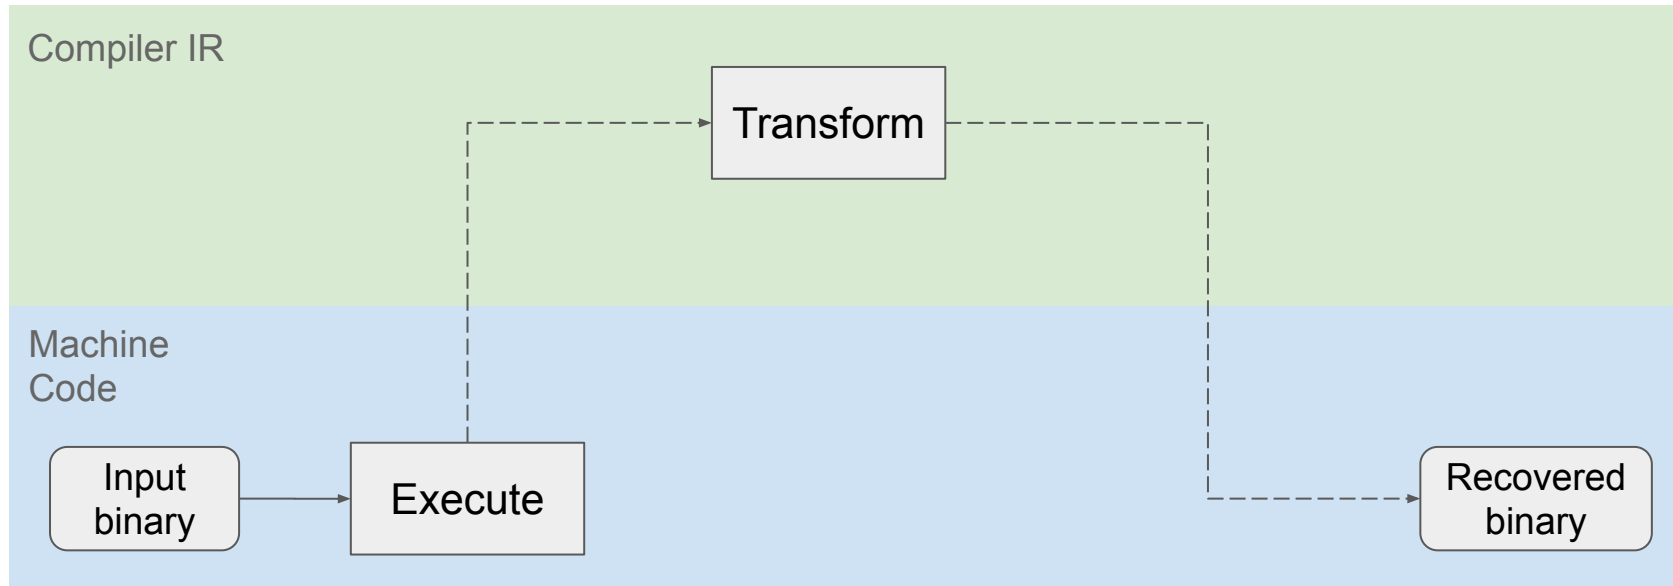 Compiler IR
Transform
Machine
Code
Input
binary
Execute
Recovered
binary